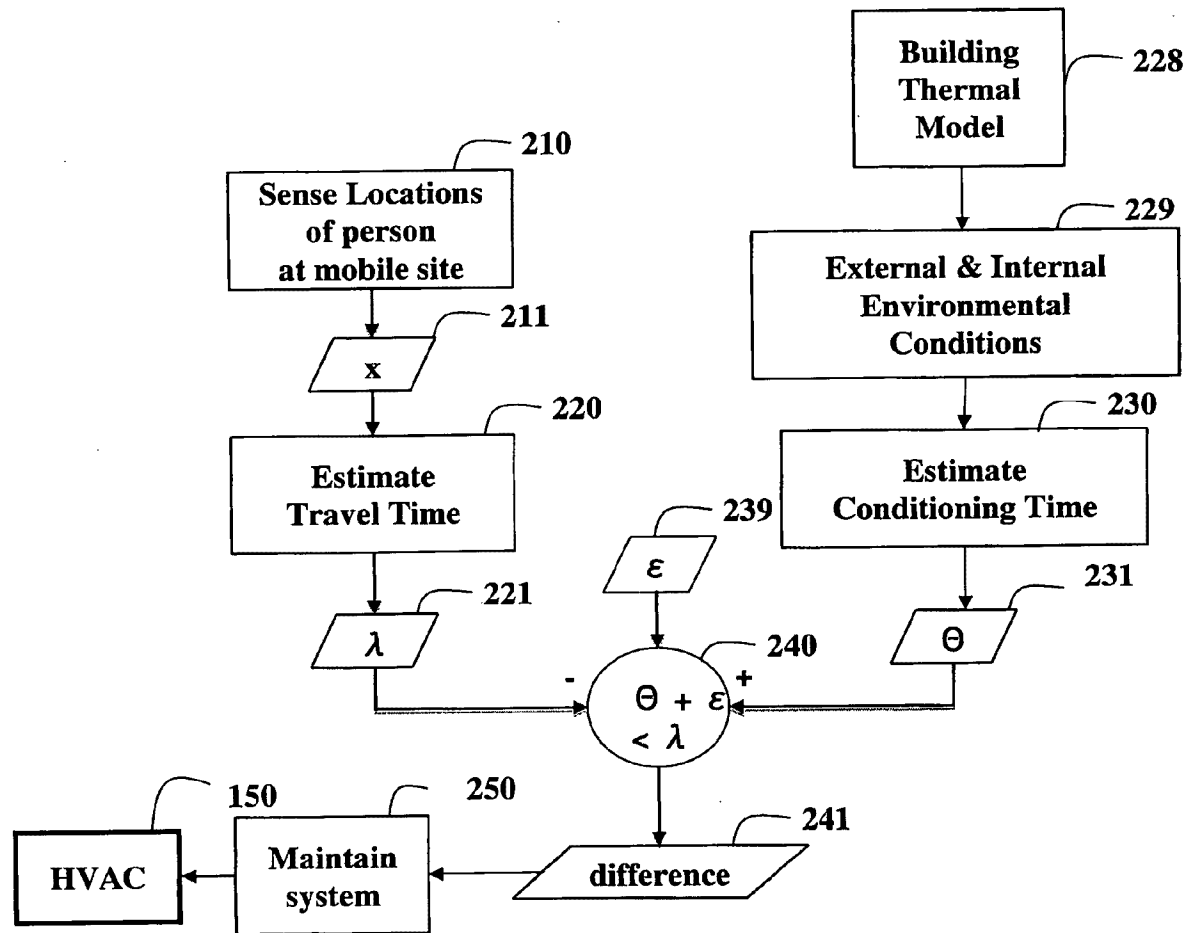 Building
Thermal
Model
228
210
Sense Locations
of person
at mobile site
229
External & Internal
Environmental
Conditions
211
x
220
Estimate
Travel Time
230
Estimate
Conditioning Time
239
ε
221
λ
231
Θ
240
- +
Θ + ε
< λ
150
HVAC
250
Maintain
system
241
difference